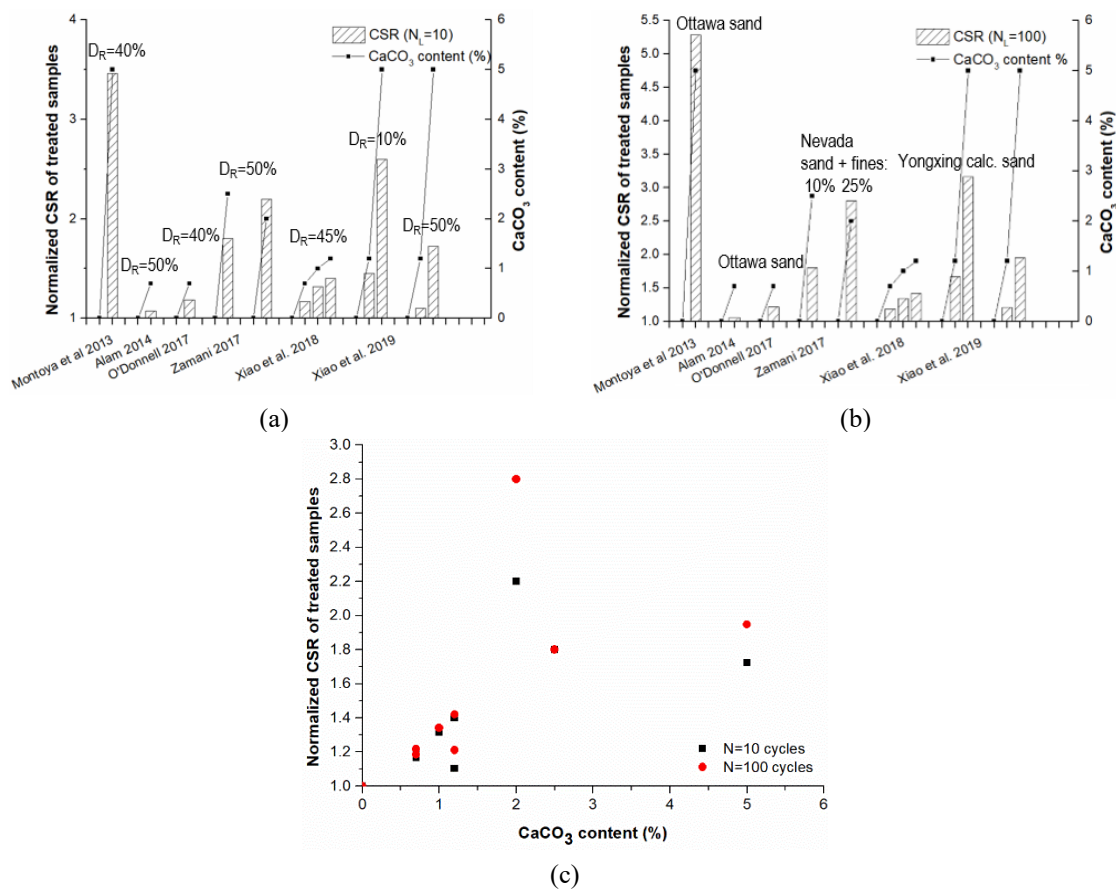 4
3
2
1
Normalized CSR of treated samples
CSR (N_L=10)
CaCO₃ content (%)
D_R=40%
D_R=50%
D_R=40%
D_R=50%
D_R=45%
D_R=10%
D_R=50%
6
5
4
3
2
1
0
CaCO₃ content (%)
Montoya et al 2013
Alam 2014
O'Donnell 2017
Zamani 2017
Xiao et al. 2018
Xiao et al. 2019
(a)
5.5
5.0
4.5
4.0
3.5
3.0
2.5
2.0
1.5
1.0
Normalized CSR of treated samples
Ottawa sand
CSR (N_L=100)
CaCO₃ content %
Nevada
sand + fines:
10% 25%
Yongxing calc. sand
Ottawa sand
6
5
4
3
2
1
0
CaCO₃ content (%)
Montoya et al 2013
Alam 2014
O'Donnell 2017
Zamani 2017
Xiao et al. 2018
Xiao et al. 2019
(b)
3.0
2.8
2.6
2.4
2.2
2.0
1.8
1.6
1.4
1.2
1.0
Normalized CSR of treated samples
N=10 cycles
N=100 cycles
0 1 2 3 4 5 6
CaCO₃ content (%)
(c)